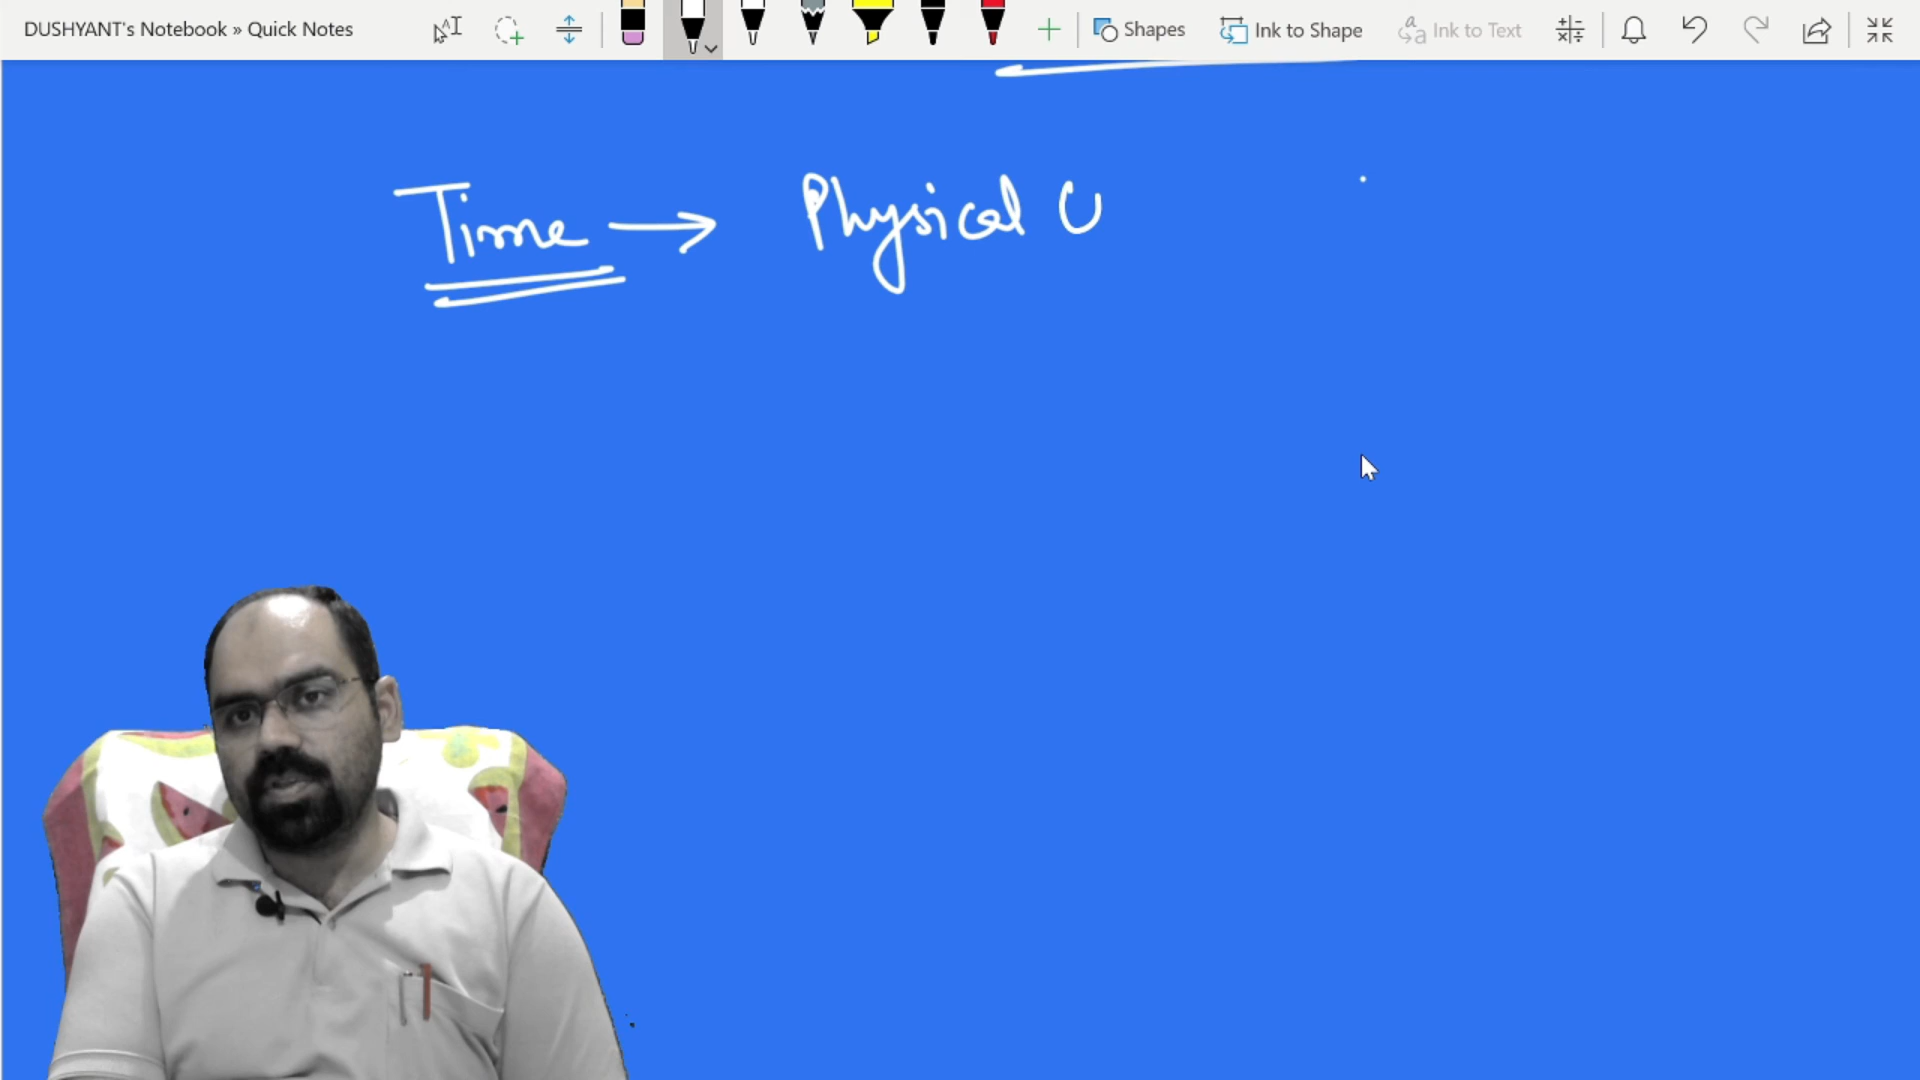 DUSHYANT's Notebook » Quick Notes Shapes Ink to Shape Ink to Text
Time → Physical U